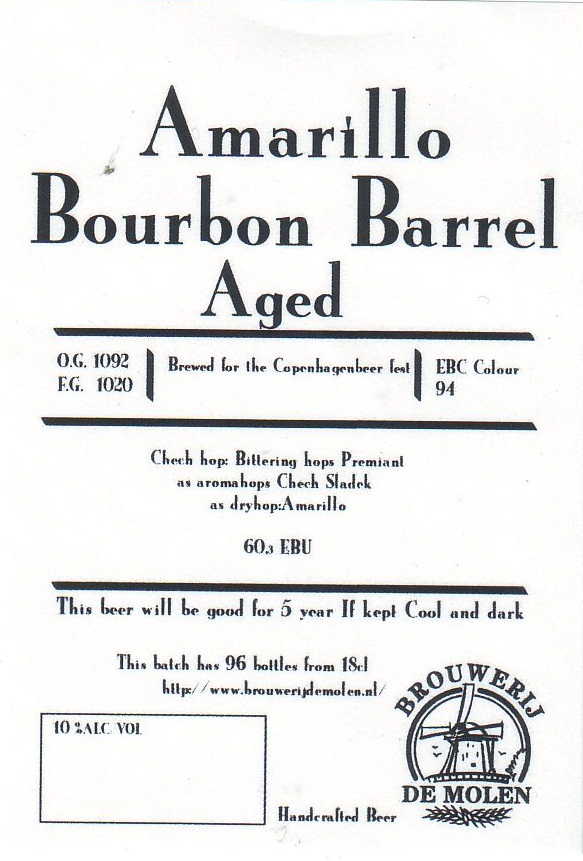 Amarillo
Bourbon Barrel
Aged
O.G. 1092
F.G. 1020
Brewed for the Copenhagenbeer fest
EBC Colour
94
Chech hop: Bittering hops Premiant
as aromahops Chech Sladek
as dryhop:Amarillo
60,3 EBU
This beer will be good for 5 year If kept Cool and dark
This batch has 96 bottles from 18cl
http://www.brouwerijdemolen.nl/
10 %ALC VOL
Handcrafted Beer
BROUWERIJ
DE MOLEN